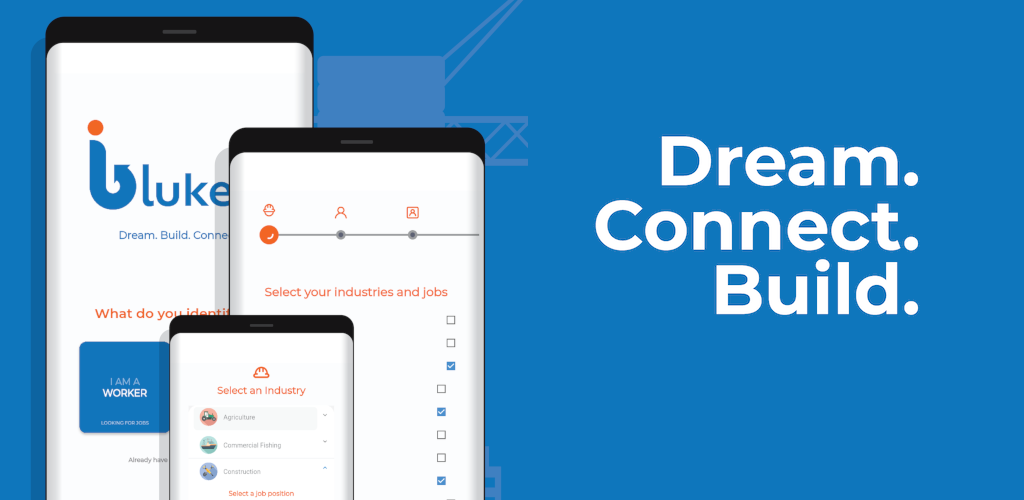 bluke
Dream. Build. Conne
What do you identif
I AM A
WORKER
LOOKING FOR JOBS
Already have
Select your industries and jobs
Select an Industry
Agriculture
Commercial Fishing
Construction
Select a job position
Dream.
Connect.
Build.